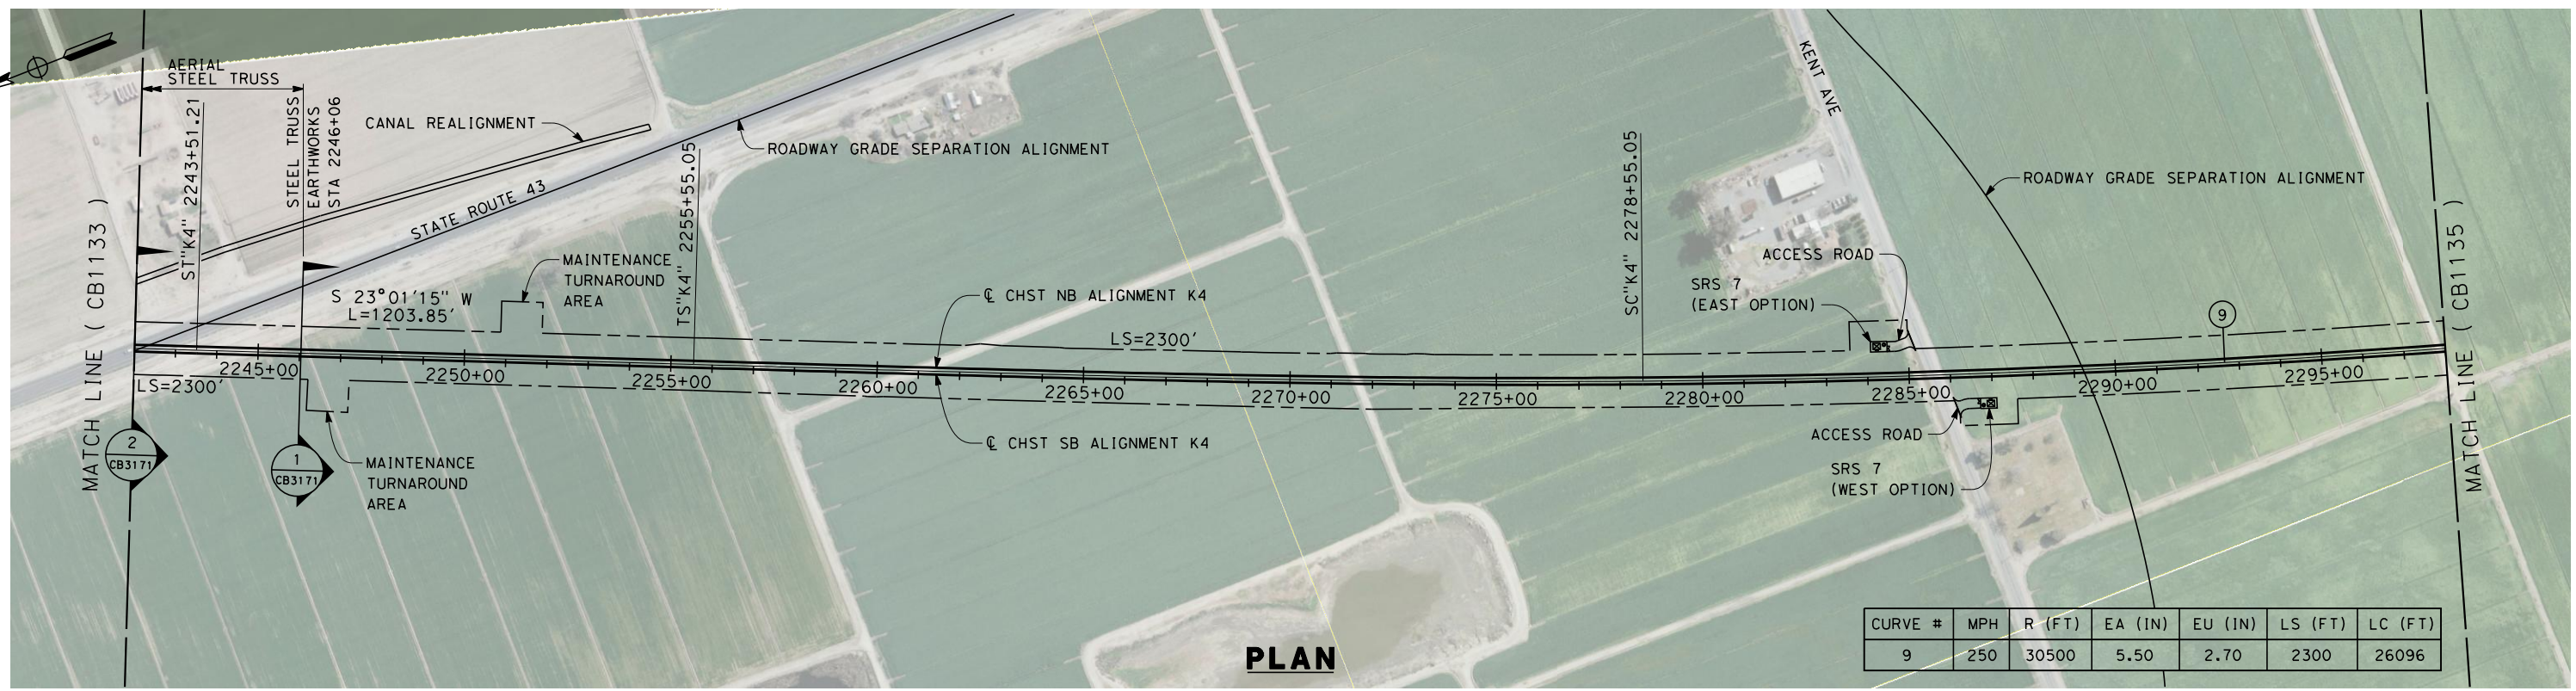 AERIAL
STEEL TRUSS
ST"K4" 2243+51.21
STEEL TRUSS
EARTHWORKS
STA 2246+06
CANAL REALIGNMENT
STATE ROUTE 43
ROADWAY GRADE SEPARATION ALIGNMENT
TS"K4" 2255+55.05
MAINTENANCE
TURNAROUND
AREA
S 23°01'15" W
L=1203.85'
MATCH LINE ( CB1133 )
℄ CHST NB ALIGNMENT K4
LS=2300'
SC"K4" 2278+55.05
KENT AVE
ROADWAY GRADE SEPARATION ALIGNMENT
ACCESS ROAD
SRS 7
(EAST OPTION)
9
MATCH LINE ( CB1135 )
LS=2300'
2245+00
2250+00
2255+00
2260+00
2265+00
2270+00
2275+00
2280+00
2285+00
2290+00
2295+00
℄ CHST SB ALIGNMENT K4
2
CB3171
1
CB3171
MAINTENANCE
TURNAROUND
AREA
ACCESS ROAD
SRS 7
(WEST OPTION)
PLAN
CURVE # MPH R (FT) EA (IN) EU (IN) LS (FT) LC (FT)
9 250 30500 5.50 2.70 2300 26096